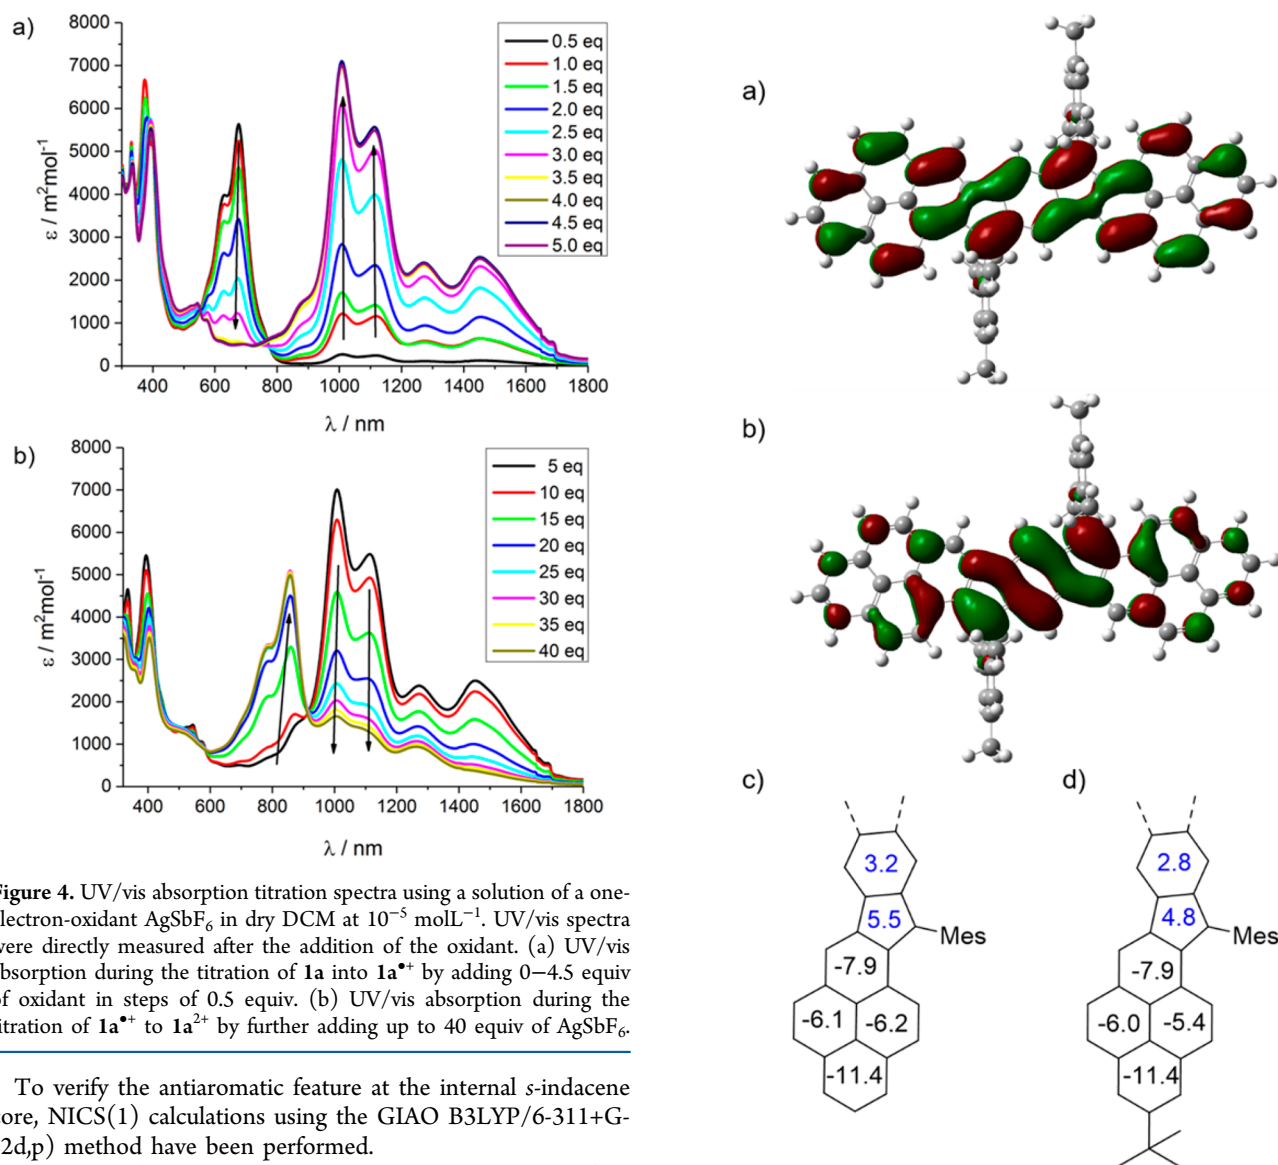 a)
8000
7000
6000
5000
4000
3000
2000
1000
0
ε / m²mol⁻¹
400 600 800 1000 1200 1400 1600 1800
λ / nm
0.5 eq
1.0 eq
1.5 eq
2.0 eq
2.5 eq
3.0 eq
3.5 eq
4.0 eq
4.5 eq
5.0 eq
b)
8000
7000
6000
5000
4000
3000
2000
1000
0
ε / m²mol⁻¹
400 600 800 1000 1200 1400 1600 1800
λ / nm
5 eq
10 eq
15 eq
20 eq
25 eq
30 eq
35 eq
40 eq
igure 4. UV/vis absorption titration spectra using a solution of a one-
lectron-oxidant AgSbF₆ in dry DCM at 10⁻⁵ molL⁻¹. UV/vis spectra
vere directly measured after the addition of the oxidant. (a) UV/vis
bsorption during the titration of 1a into 1a•⁺ by adding 0−4.5 equiv
f oxidant in steps of 0.5 equiv. (b) UV/vis absorption during the
itration of 1a•⁺ to 1a²⁺ by further adding up to 40 equiv of AgSbF₆.
To verify the antiaromatic feature at the internal s-indacene
core, NICS(1) calculations using the GIAO B3LYP/6-311+G-
2d,p) method have been performed.
a)
b)
c)
3.2
5.5
Mes
-7.9
-6.1 -6.2
-11.4
d)
2.8
4.8
Mes
-7.9
-6.0 -5.4
-11.4